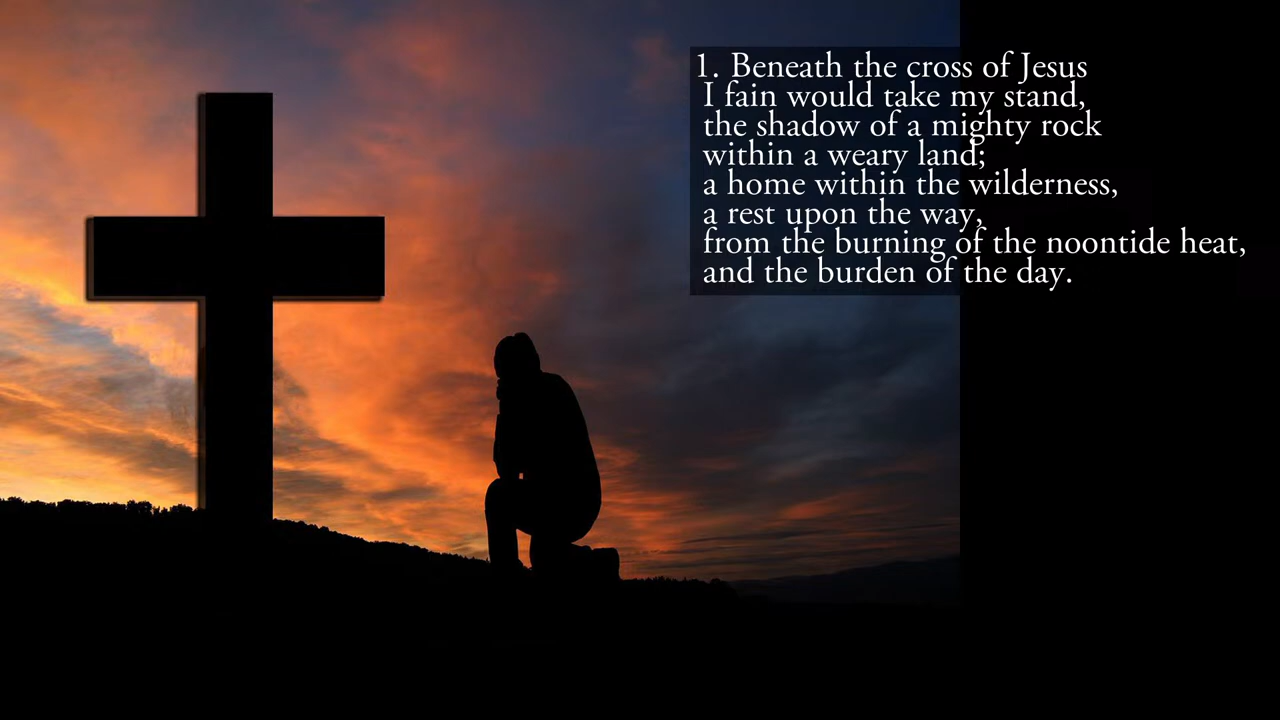 1. Beneath the cross of Jesus
I fain would take my stand,
the shadow of a mighty rock
within a weary land;
a home within the wilderness,
a rest upon the way,
from the burning of the noontide heat,
and the burden of the day.